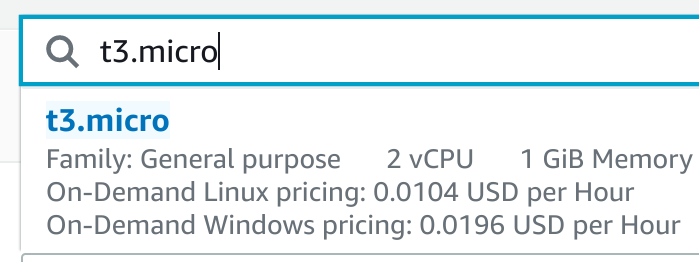 t3.micro
t3.micro
Family: General purpose 2 vCPU 1 GiB Memory
On-Demand Linux pricing: 0.0104 USD per Hour
On-Demand Windows pricing: 0.0196 USD per Hour